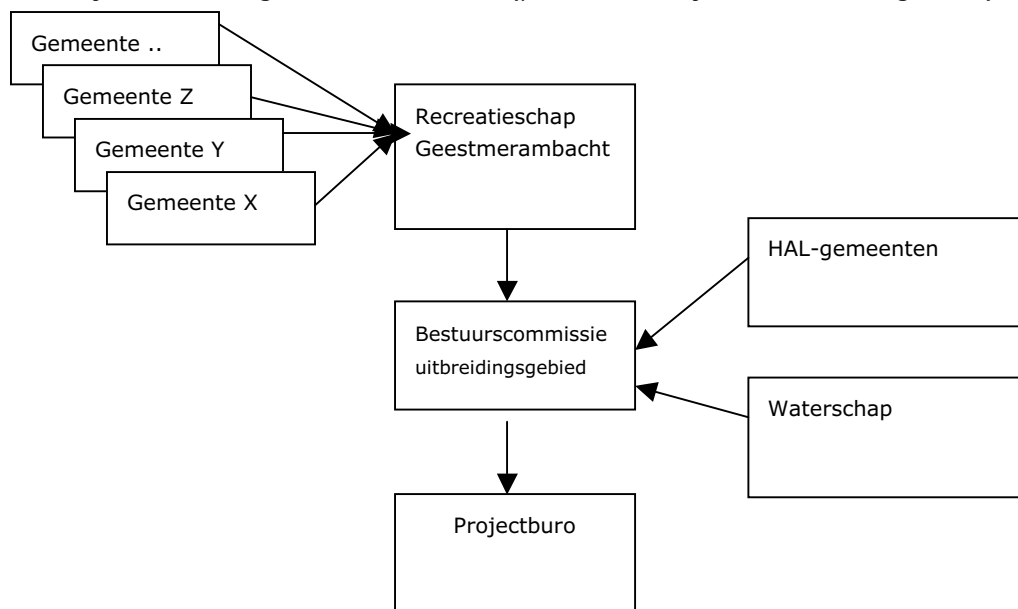 Gemeente ..
Gemeente Z
Gemeente Y
Gemeente X
Recreatieschap
Geestmerambacht
HAL-gemeenten
Bestuurscommissie
uitbreidingsgebied
Waterschap
Projectburo